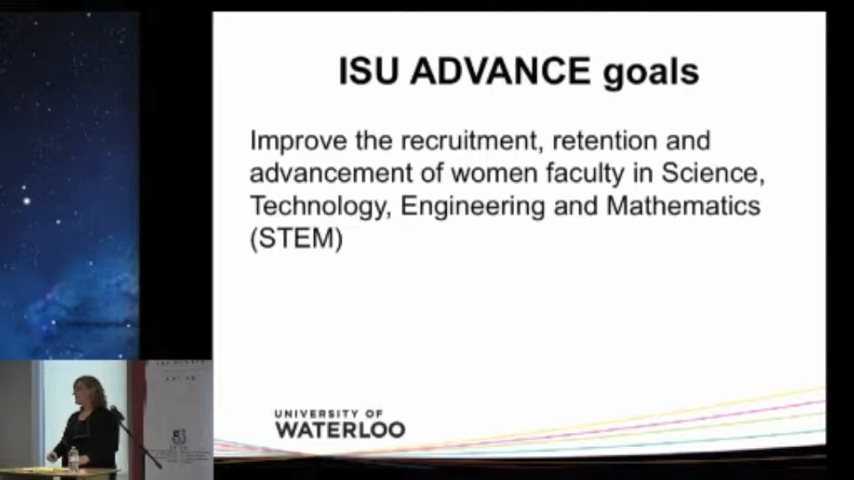 ISU ADVANCE goals
Improve the recruitment, retention and
advancement of women faculty in Science,
Technology, Engineering and Mathematics
(STEM)
UNIVERSITY OF
WATERLOO